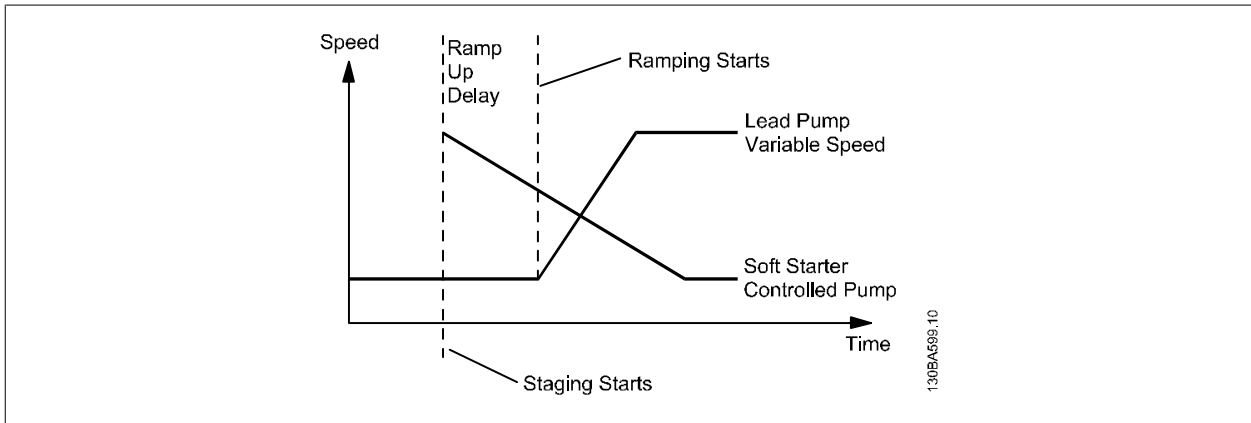 Speed
Ramp
Up
Delay
Ramping Starts
Lead Pump
Variable Speed
Soft Starter
Controlled Pump
Time
Staging Starts
130BA599.10